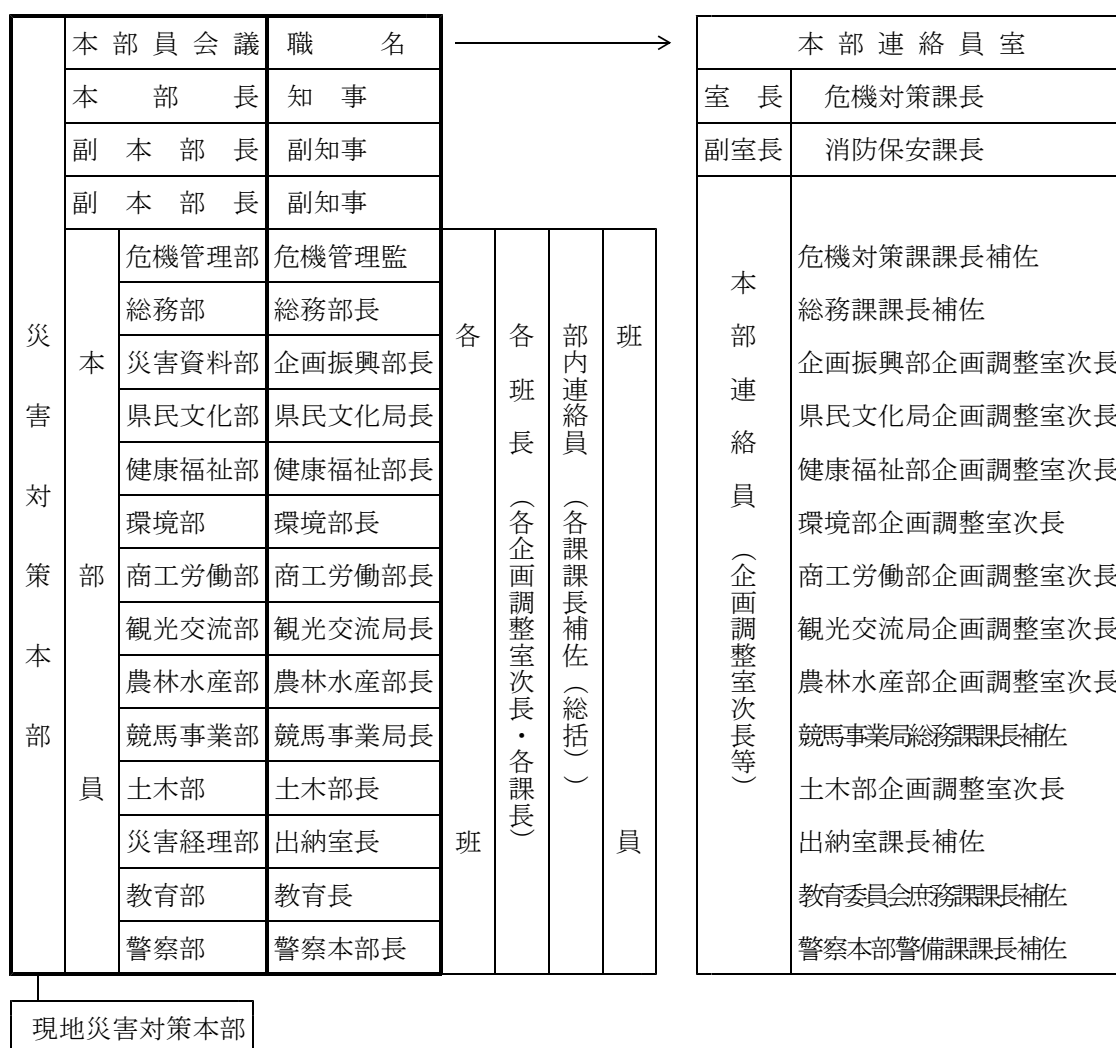 災害対策本部
本部員会議 職名
本部長 知事
副本部長 副知事
副本部長 副知事
本部員
危機管理部 危機管理監
総務部 総務部長
災害資料部 企画振興部長
県民文化部 県民文化局長
健康福祉部 健康福祉部長
環境部 環境部長
商工労働部 商工労働部長
観光交流部 観光交流局長
農林水産部 農林水産部長
競馬事業部 競馬事業局長
土木部 土木部長
災害経理部 出納室長
教育部 教育長
警察部 警察本部長
各班
各班長（各企画調整室次長・各課長）
部内連絡員（各課課長補佐（総括））
班員
現地災害対策本部
本部連絡員室
室長 危機対策課長
副室長 消防保安課長
本部連絡員（企画調整室次長等）
危機対策課課長補佐
総務課課長補佐
企画振興部企画調整室次長
県民文化局企画調整室次長
健康福祉部企画調整室次長
環境部企画調整室次長
商工労働部企画調整室次長
観光交流局企画調整室次長
農林水産部企画調整室次長
競馬事業局総務課課長補佐
土木部企画調整室次長
出納室課長補佐
教育委員会庶務課課長補佐
警察本部警備課課長補佐